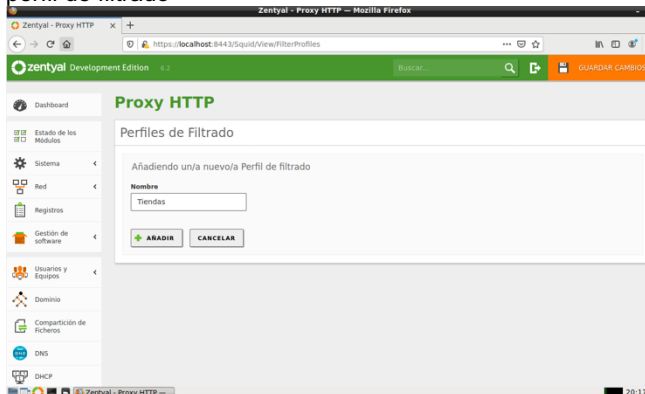 perfil de filtrado
Zentyal - Proxy HTTP — Mozilla Firefox
Zentyal - Proxy HTTP × +
https://localhost:8443/Squid/View/FilterProfiles
zentyal Development Edition 6.2
Buscar...
GUARDAR CAMBIOS
Dashboard
Estado de los
Módulos
Sistema
Red
Registros
Gestión de
software
Usuarios y
Equipos
Dominio
Compartición de
Ficheros
DNS
DHCP
Proxy HTTP
Perfiles de Filtrado
Añadiendo un/a nuevo/a Perfil de filtrado
Nombre
Tiendas
AÑADIR
CANCELAR
Zentyal - Proxy HTTP —